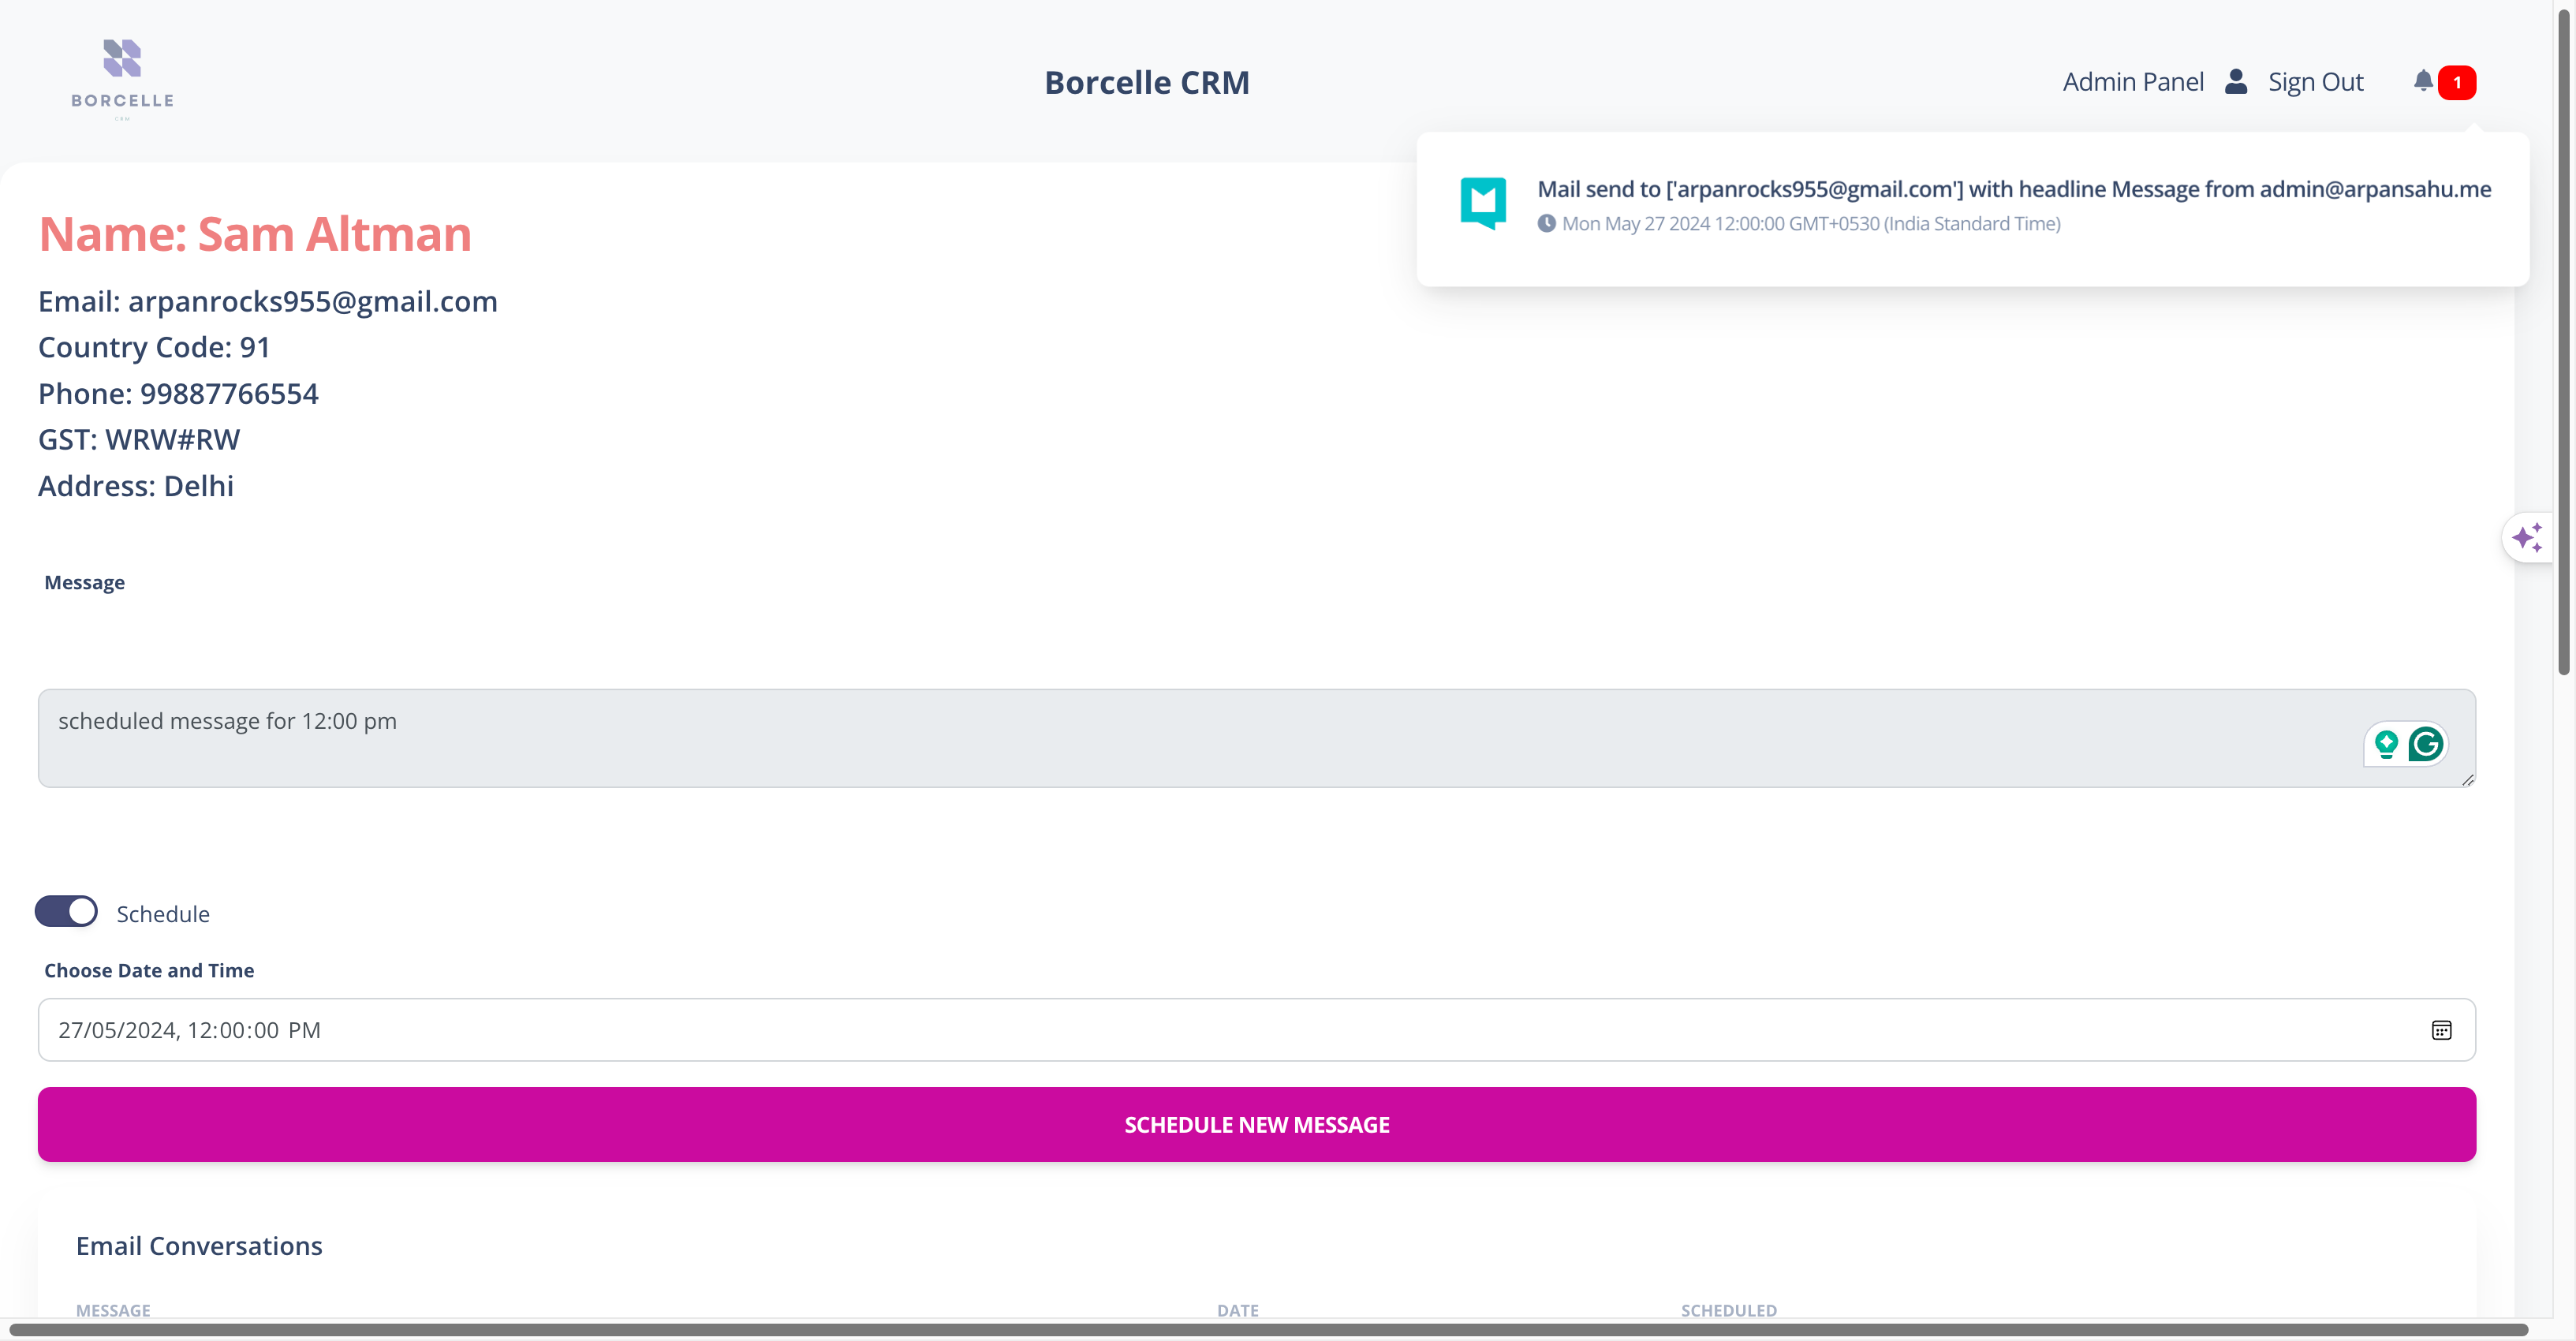 BORCELLE
CRM
Borcelle CRM
Admin Panel
Sign Out
1
Mail send to ['arpanrocks955@gmail.com'] with headline Message from admin@arpansahu.me
Mon May 27 2024 12:00:00 GMT+0530 (India Standard Time)
Name: Sam Altman
Email: arpanrocks955@gmail.com
Country Code: 91
Phone: 99887766554
GST: WRW#RW
Address: Delhi
Message
scheduled message for 12:00 pm
Schedule
Choose Date and Time
27/05/2024, 12:00:00 PM
SCHEDULE NEW MESSAGE
Email Conversations
MESSAGE DATE SCHEDULED